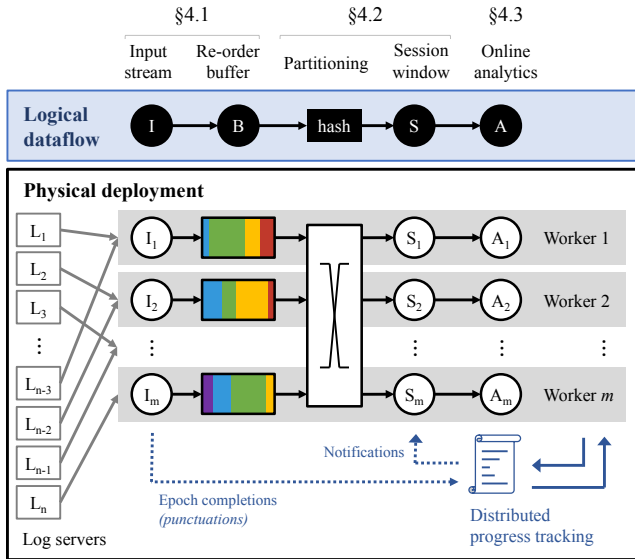 §4.1 §4.2 §4.3
Input stream Re-order buffer Partitioning Session window Online analytics
Logical dataflow
I B hash S A
Physical deployment
L1 I1 S1 A1 Worker 1
L2 I2 S2 A2 Worker 2
L3
⋮ ⋮ ⋮ ⋮ ⋮
Ln-3 Im Sm Am Worker m
Ln-2
Ln-1
Ln
Notifications
Epoch completions
(punctuations)
Log servers
Distributed
progress tracking